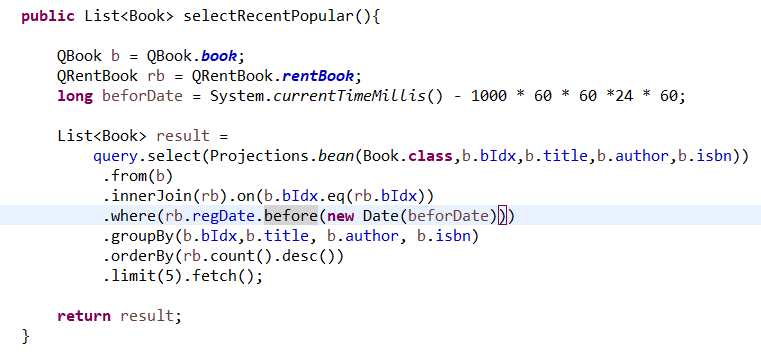 public List<Book> selectRecentPopular(){
QBook b = QBook.book;
QRentBook rb = QRentBook.rentBook;
long beforDate = System.currentTimeMillis() - 1000 * 60 * 60 *24 * 60;
List<Book> result =
query.select(Projections.bean(Book.class,b.bIdx,b.title,b.author,b.isbn))
.from(b)
.innerJoin(rb).on(b.bIdx.eq(rb.bIdx))
.where(rb.regDate.before(new Date(beforDate)))
.groupBy(b.bIdx,b.title, b.author, b.isbn)
.orderBy(rb.count().desc())
.limit(5).fetch();
return result;
}